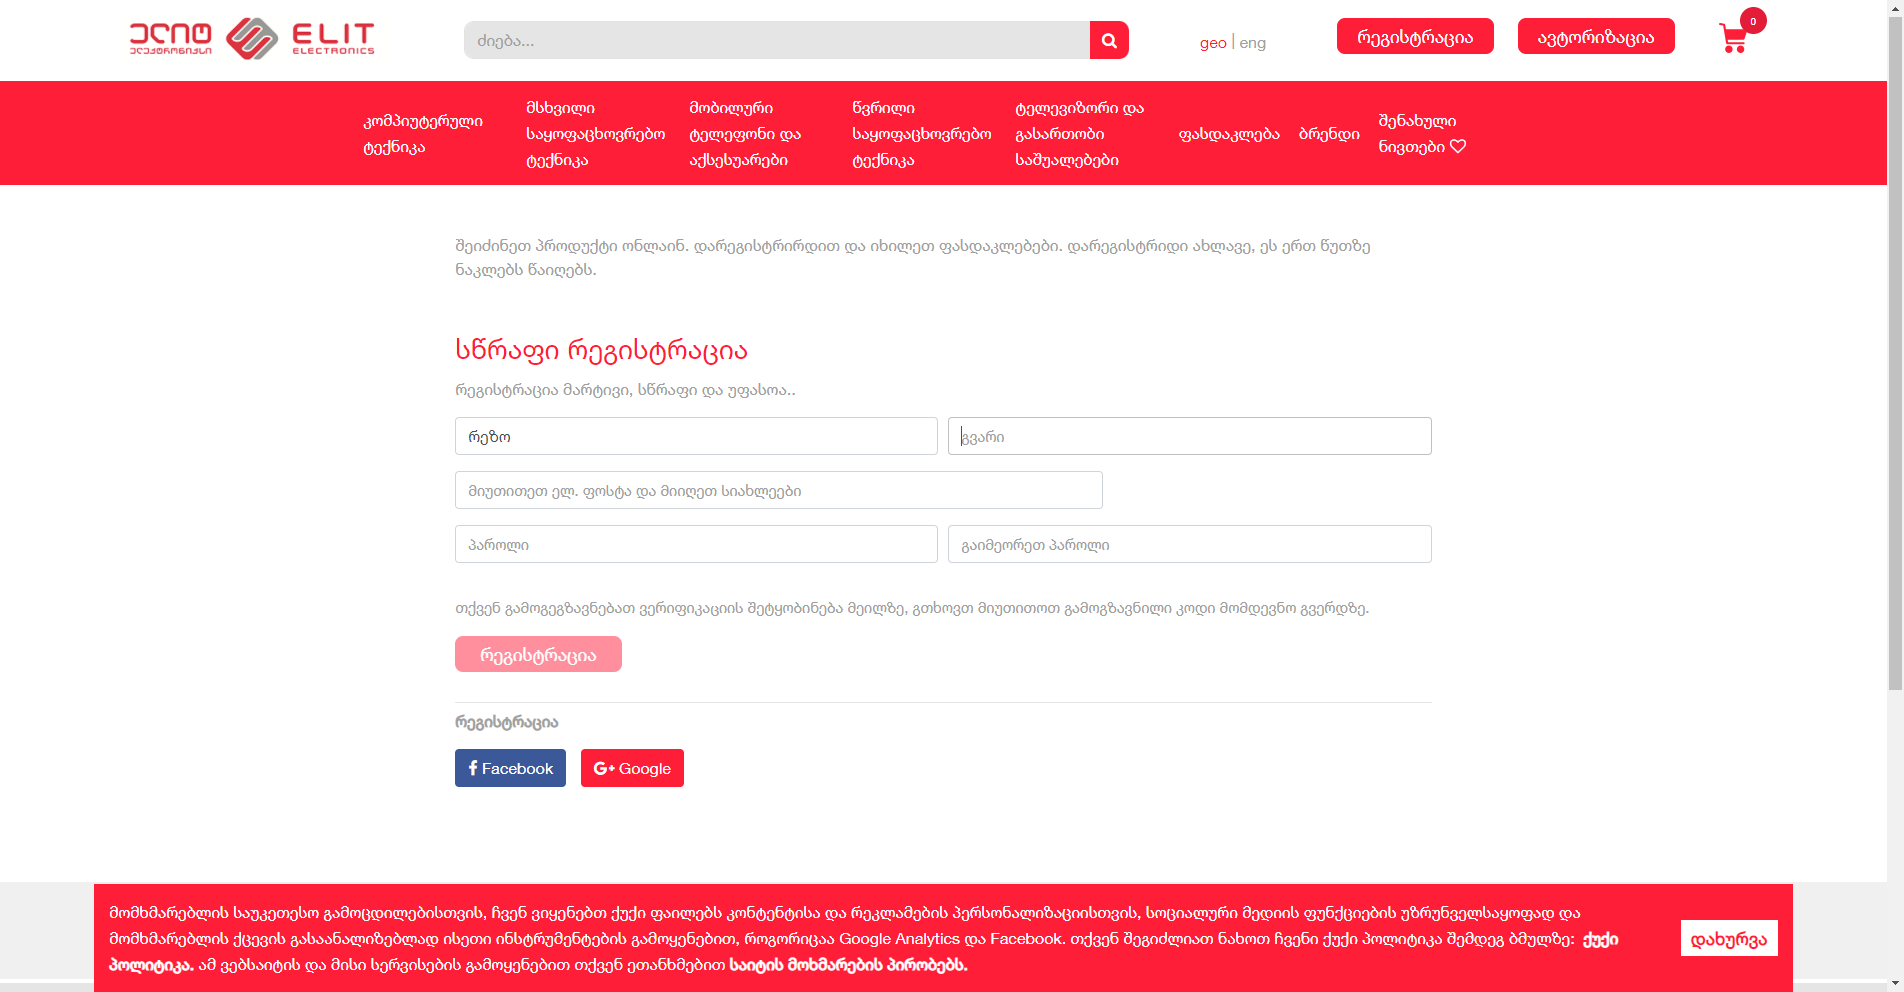 ელიტ ELIT
ელექტრონიქსი ELECTRONICS
ძიება...
geo | eng
რეგისტრაცია
ავტორიზაცია
0
კომპიუტერული
ტექნიკა
მსხვილი
საყოფაცხოვრებო
ტექნიკა
მობილური
ტელეფონი და
აქსესუარები
წვრილი
საყოფაცხოვრებო
ტექნიკა
ტელევიზორი და
გასართობი
საშუალებები
ფასდაკლება
ბრენდი
შენახული
ნივთები
შეიძინეთ პროდუქტი ონლაინ. დარეგისტრირდით და იხილეთ ფასდაკლებები. დარეგისტრიდი ახლავე, ეს ერთ წუთზე
ნაკლებს წაიღებს.
სწრაფი რეგისტრაცია
რეგისტრაცია მარტივი, სწრაფი და უფასოა..
რეზო
გვარი
მიუთითეთ ელ. ფოსტა და მიიღეთ სიახლეები
პაროლი
გაიმეორეთ პაროლი
თქვენ გამოგეგზავნებათ ვერიფიკაციის შეტყობინება მეილზე, გთხოვთ მიუთითოთ გამოგზავნილი კოდი მომდევნო გვერდზე.
რეგისტრაცია
რეგისტრაცია
Facebook
G+ Google
მომხმარებლის საუკეთესო გამოცდილებისთვის, ჩვენ ვიყენებთ ქუქი ფაილებს კონტენტისა და რეკლამების პერსონალიზაციისთვის, სოციალური მედიის ფუნქციების უზრუნველსაყოფად და
მომხმარებლის ქცევის გასაანალიზებლად ისეთი ინსტრუმენტების გამოყენებით, როგორიცაა Google Analytics და Facebook. თქვენ შეგიძლიათ ნახოთ ჩვენი ქუქი პოლიტიკა შემდეგ ბმულზე: ქუქი
პოლიტიკა. ამ ვებსაიტის და მისი სერვისების გამოყენებით თქვენ ეთანხმებით საიტის მოხმარების პირობებს.
დახურვა